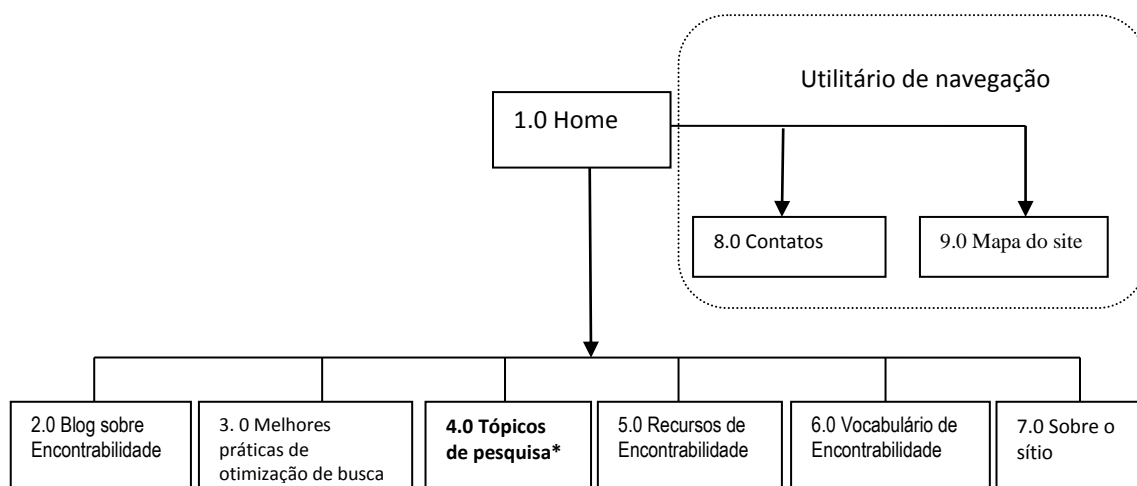 Utilitário de navegação
1.0 Home
8.0 Contatos
9.0 Mapa do site
2.0 Blog sobre
Encontrabilidade
3. 0 Melhores
práticas de
otimização de busca
4.0 Tópicos
de pesquisa*
5.0 Recursos de
Encontrabilidade
6.0 Vocabulário de
Encontrabilidade
7.0 Sobre o
sítio